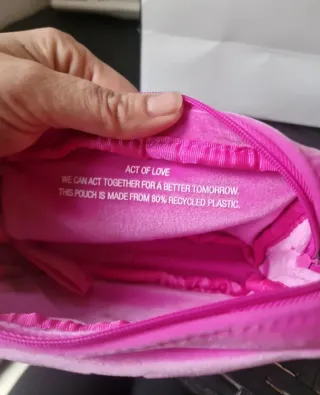 ACT OF LOVE
WE CAN ACT TOGETHER FOR A BETTER TOMORROW.
THIS POUCH IS MADE FROM 80% RECYCLED PLASTIC.